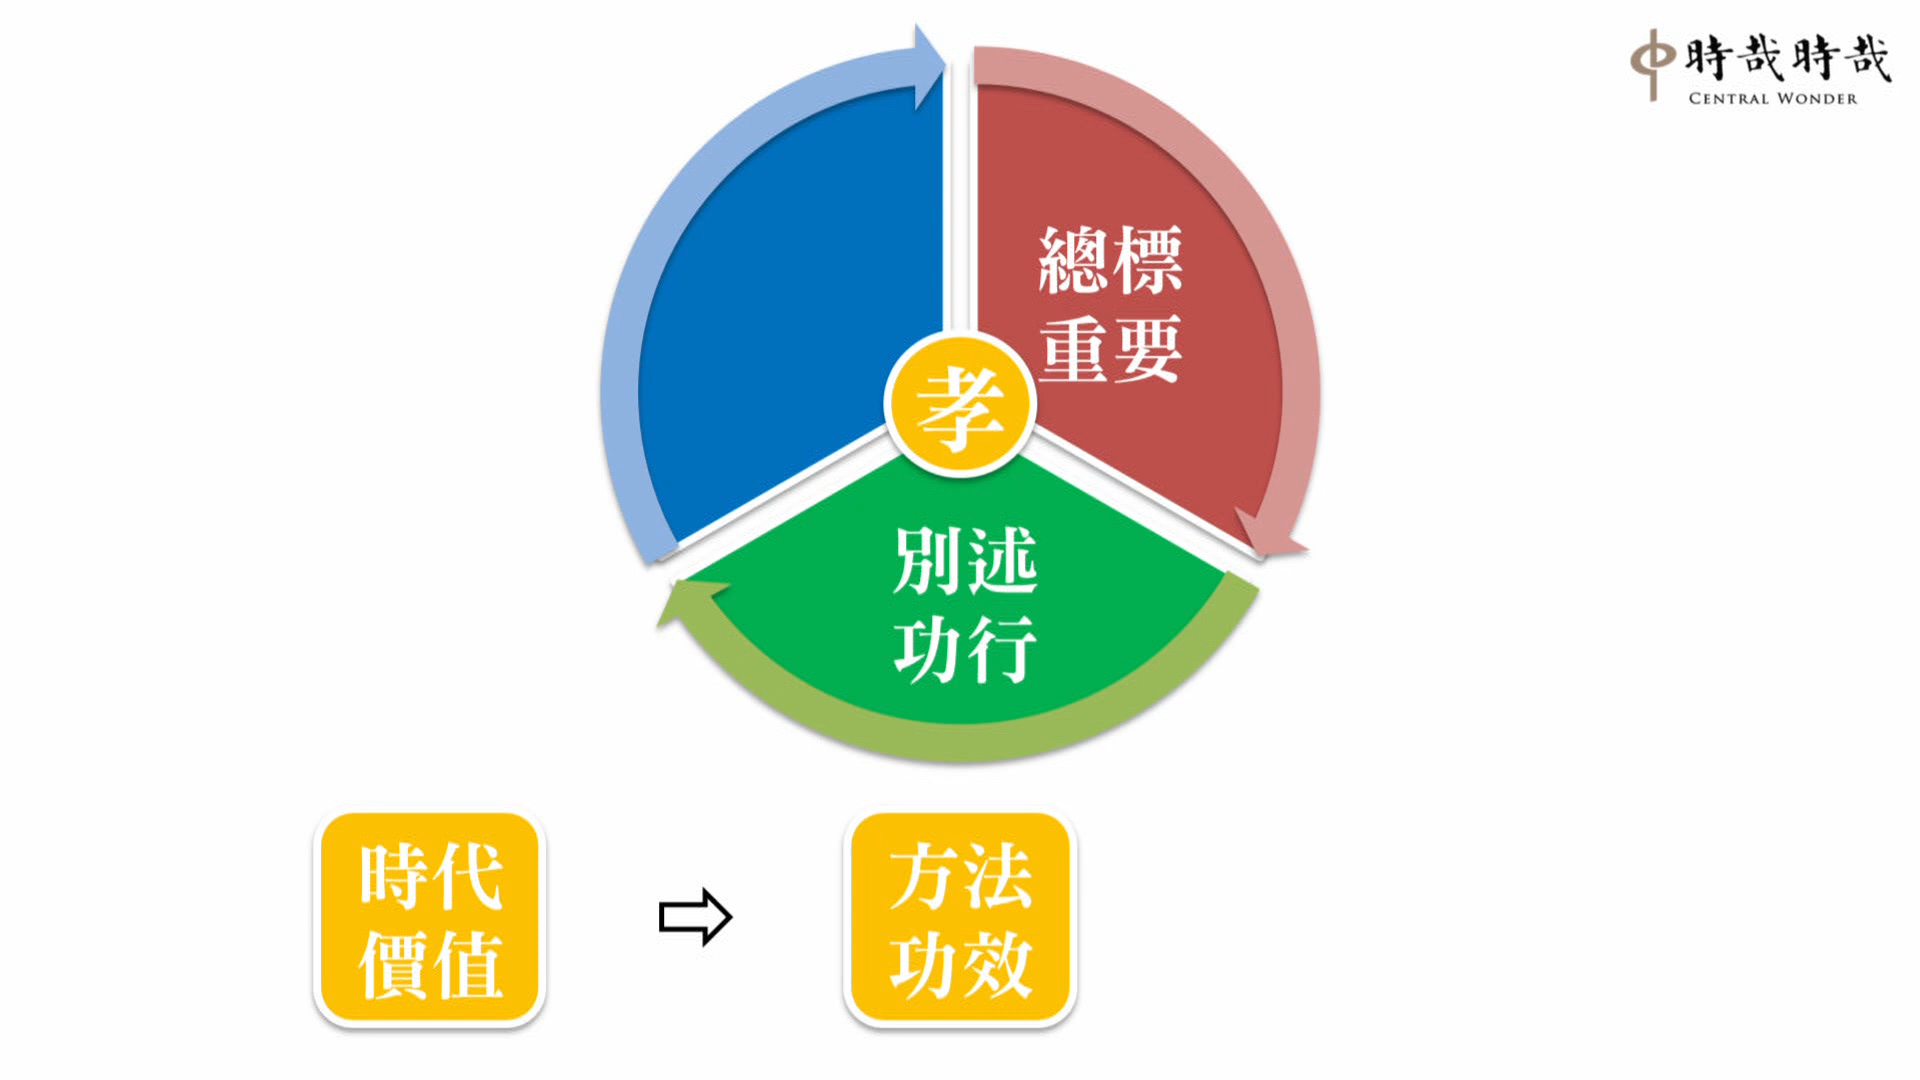 時哉時哉
CENTRAL WONDER
總標
重要
孝
別述
功行
時代
價值
方法
功效